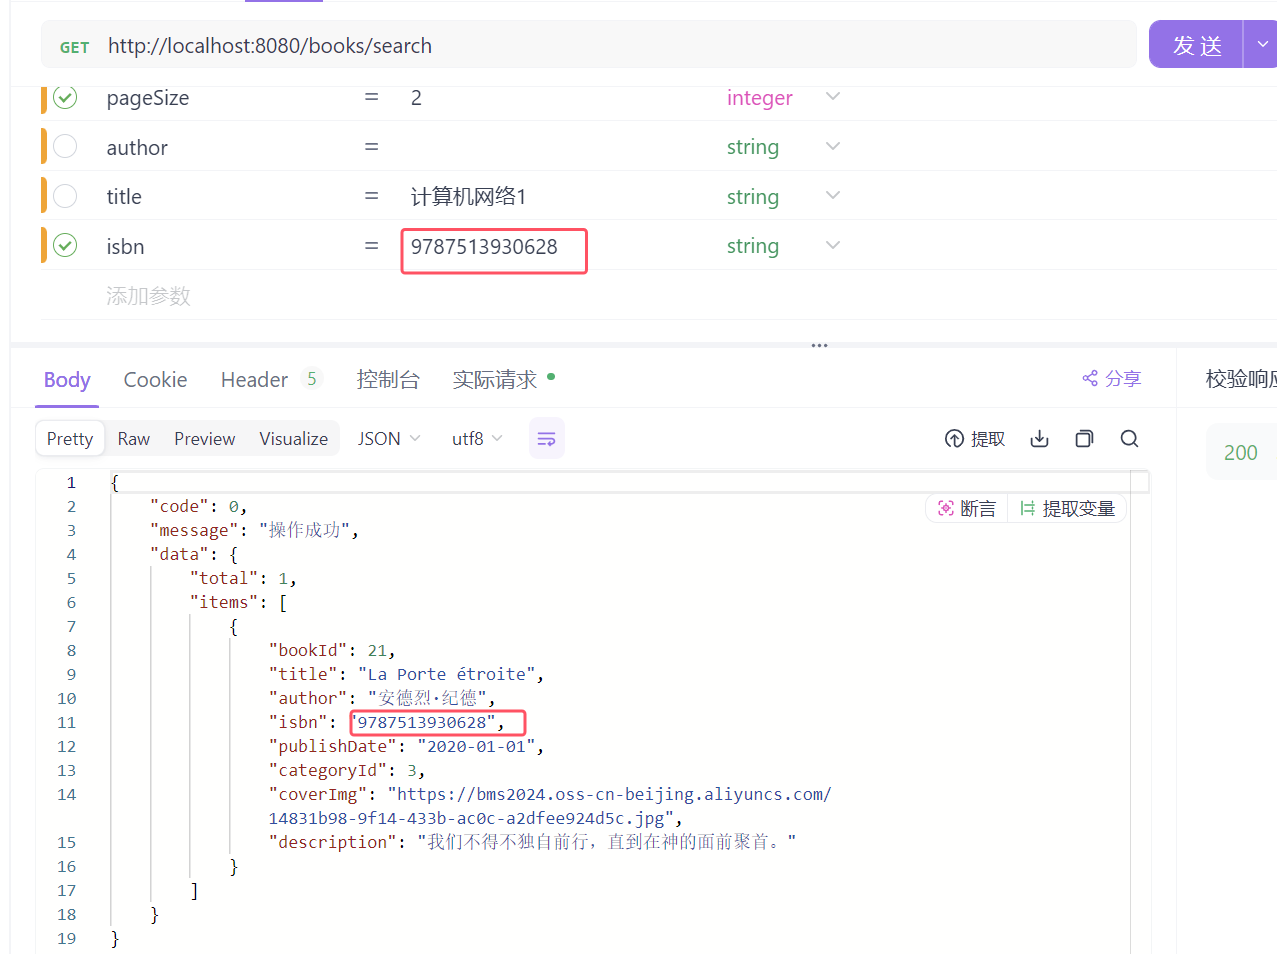 GET http://localhost:8080/books/search 发 送
pageSize = 2 integer
author = string
title = 计算机网络1 string
isbn = 9787513930628 string
添加参数
Body Cookie Header 5 控制台 实际请求 分享 校验响应
Pretty Raw Preview Visualize JSON utf8 提取 200
断言 提取变量
1 {
2 "code": 0,
3 "message": "操作成功",
4 "data": {
5 "total": 1,
6 "items": [
7 {
8 "bookId": 21,
9 "title": "La Porte étroite",
10 "author": "安德烈·纪德",
11 "isbn": "9787513930628",
12 "publishDate": "2020-01-01",
13 "categoryId": 3,
14 "coverImg": "https://bms2024.oss-cn-beijing.aliyuncs.com/
14831b98-9f14-433b-ac0c-a2dfee924d5c.jpg",
15 "description": "我们不得不独自前行，直到在神的面前聚首。"
16 }
17 ]
18 }
19 }